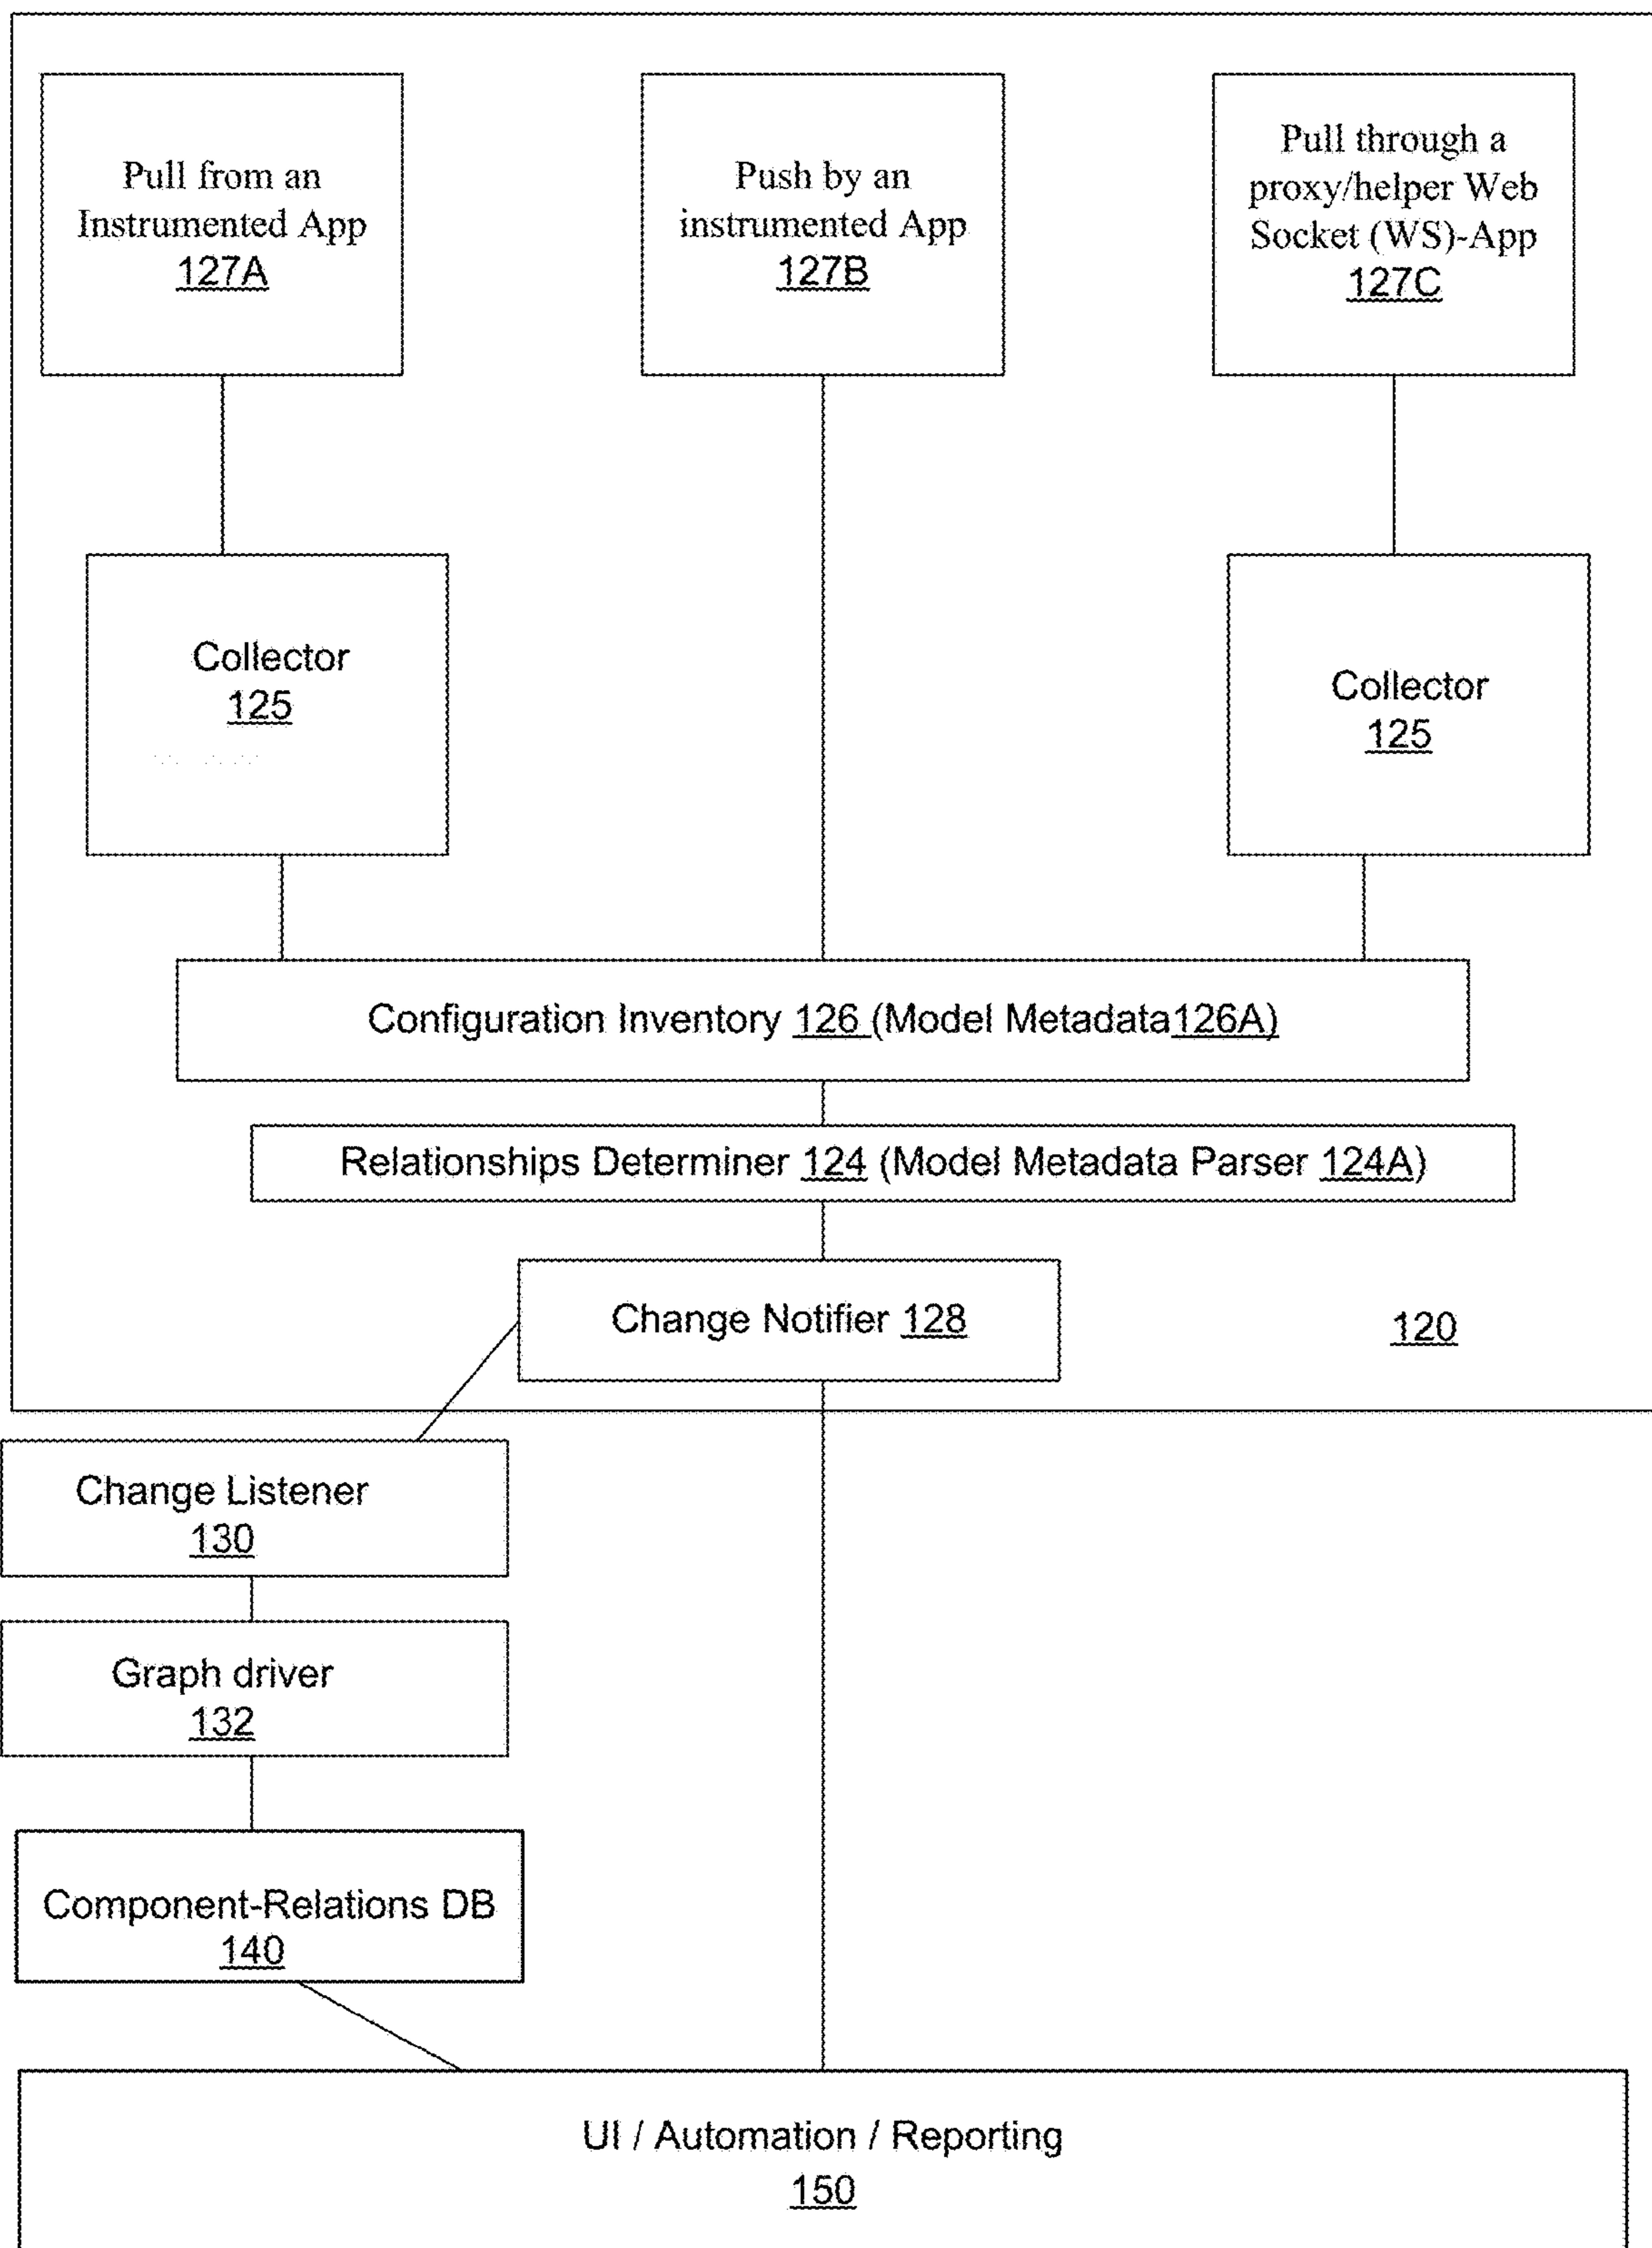 Pull from an
Instrumented App
127A
Push by an
instrumented App
127B
Pull through a
proxy/helper Web
Socket (WS)-App
127C
Collector
125
Collector
125
Configuration Inventory 126 (Model Metadata126A)
Relationships Determiner 124 (Model Metadata Parser 124A)
Change Notifier 128
120
Change Listener
130
Graph driver
132
Component-Relations DB
140
UI / Automation / Reporting
150